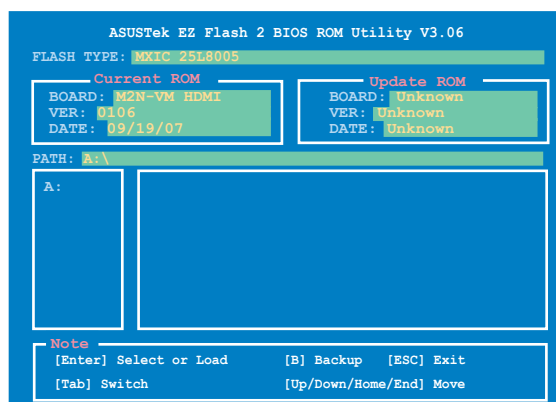 ASUSTek EZ Flash 2 BIOS ROM Utility V3.06
FLASH TYPE: MXIC 25L8005
Current ROM
BOARD: M2N-VM HDMI
VER: 0106
DATE: 09/19/07
Update ROM
BOARD: Unknown
VER: Unknown
DATE: Unknown
PATH: A:\
A:
Note
[Enter] Select or Load [B] Backup [ESC] Exit
[Tab] Switch [Up/Down/Home/End] Move